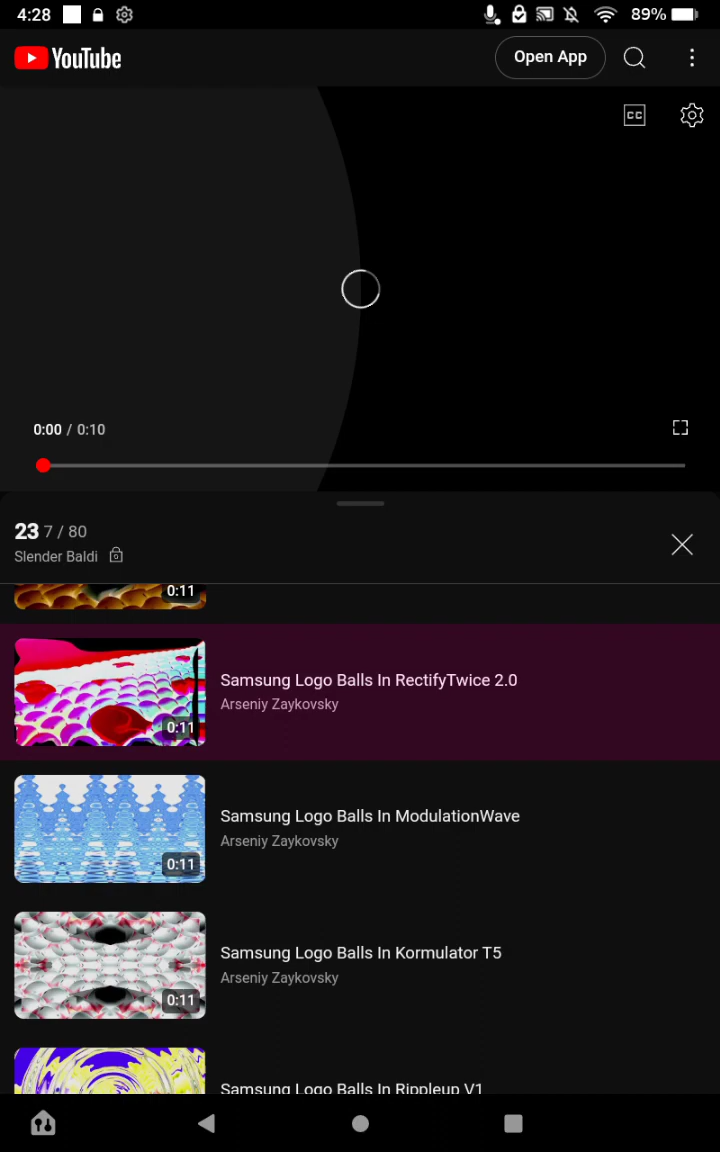 4:28
89%
YouTube
Open App
CC
0:00 / 0:10
23 7 / 80
Slender Baldi
0:11
Samsung Logo Balls In RectifyTwice 2.0
Arseniy Zaykovsky
0:11
Samsung Logo Balls In ModulationWave
Arseniy Zaykovsky
0:11
Samsung Logo Balls In Kormulator T5
Arseniy Zaykovsky
0:11
Samsung Logo Balls In Rippleup V1